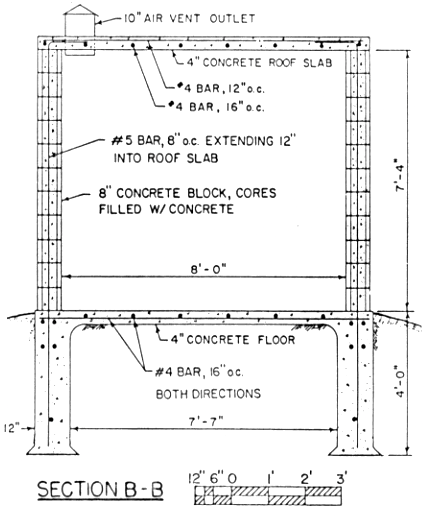 10" AIR VENT OUTLET
4" CONCRETE ROOF SLAB
#4 BAR, 12" o.c.
#4 BAR, 16" o.c.
#5 BAR, 8" o.c. EXTENDING 12"
INTO ROOF SLAB
8" CONCRETE BLOCK, CORES
FILLED W/ CONCRETE
7'-4"
8'-0"
4" CONCRETE FLOOR
#4 BAR, 16" o.c.
BOTH DIRECTIONS
4'-0"
12"
7'-7"
SECTION B-B
12" 6" 0 1' 2' 3'